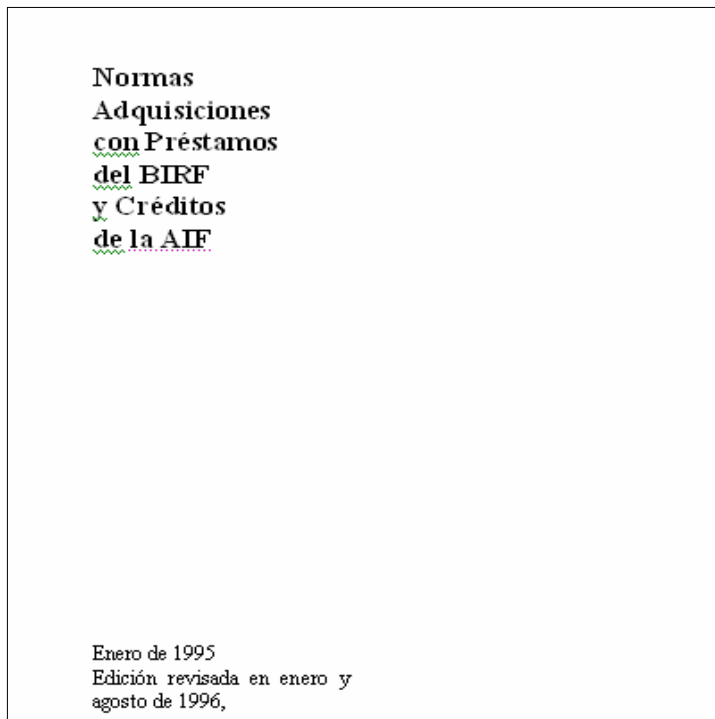 Normas
Adquisiciones
con Préstamos
del BIRF
y Créditos
de la AIF
Enero de 1995
Edición revisada en enero y
agosto de 1996,